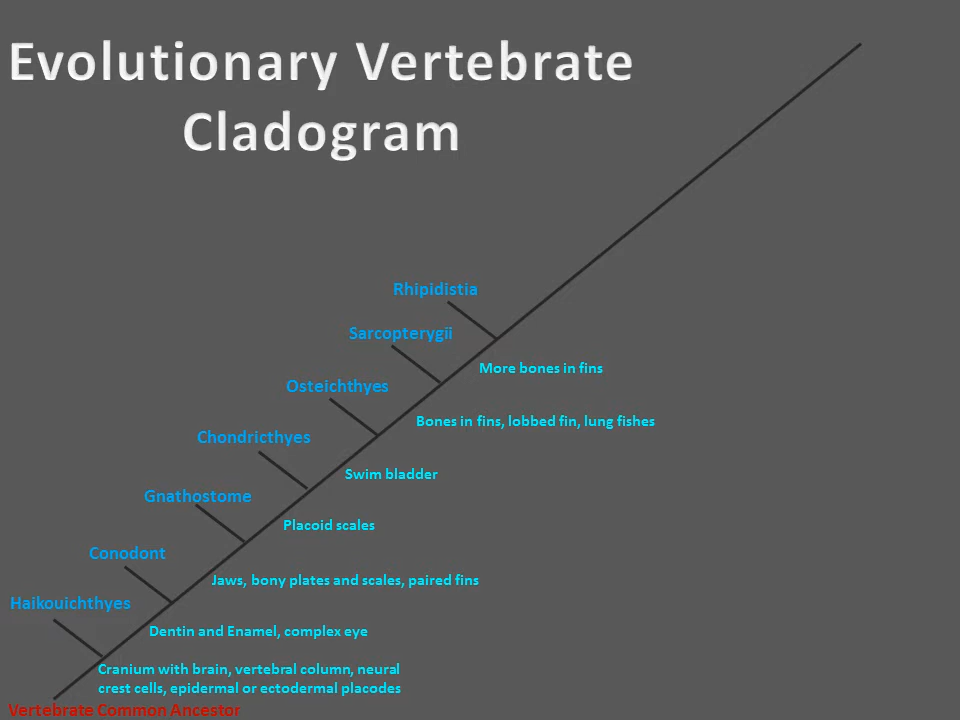 Evolutionary Vertebrate
Cladogram
Rhipidistia
Sarcopterygii
More bones in fins
Osteichthyes
Bones in fins, lobbed fin, lung fishes
Chondricthyes
Swim bladder
Gnathostome
Placoid scales
Conodont
Jaws, bony plates and scales, paired fins
Haikouichthyes
Dentin and Enamel, complex eye
Cranium with brain, vertebral column, neural
crest cells, epidermal or ectodermal placodes
Vertebrate Common Ancestor